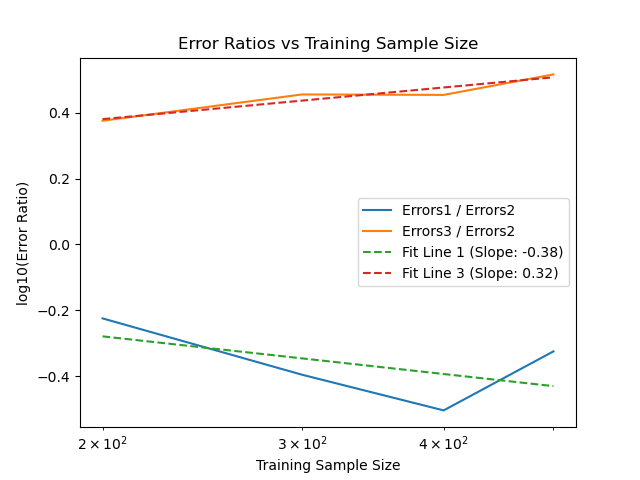 Error Ratios vs Training Sample Size
log10(Error Ratio)
0.4
0.2
0.0
−0.2
−0.4
Errors1 / Errors2
Errors3 / Errors2
Fit Line 1 (Slope: -0.38)
Fit Line 3 (Slope: 0.32)
2 × 10²
3 × 10²
4 × 10²
Training Sample Size